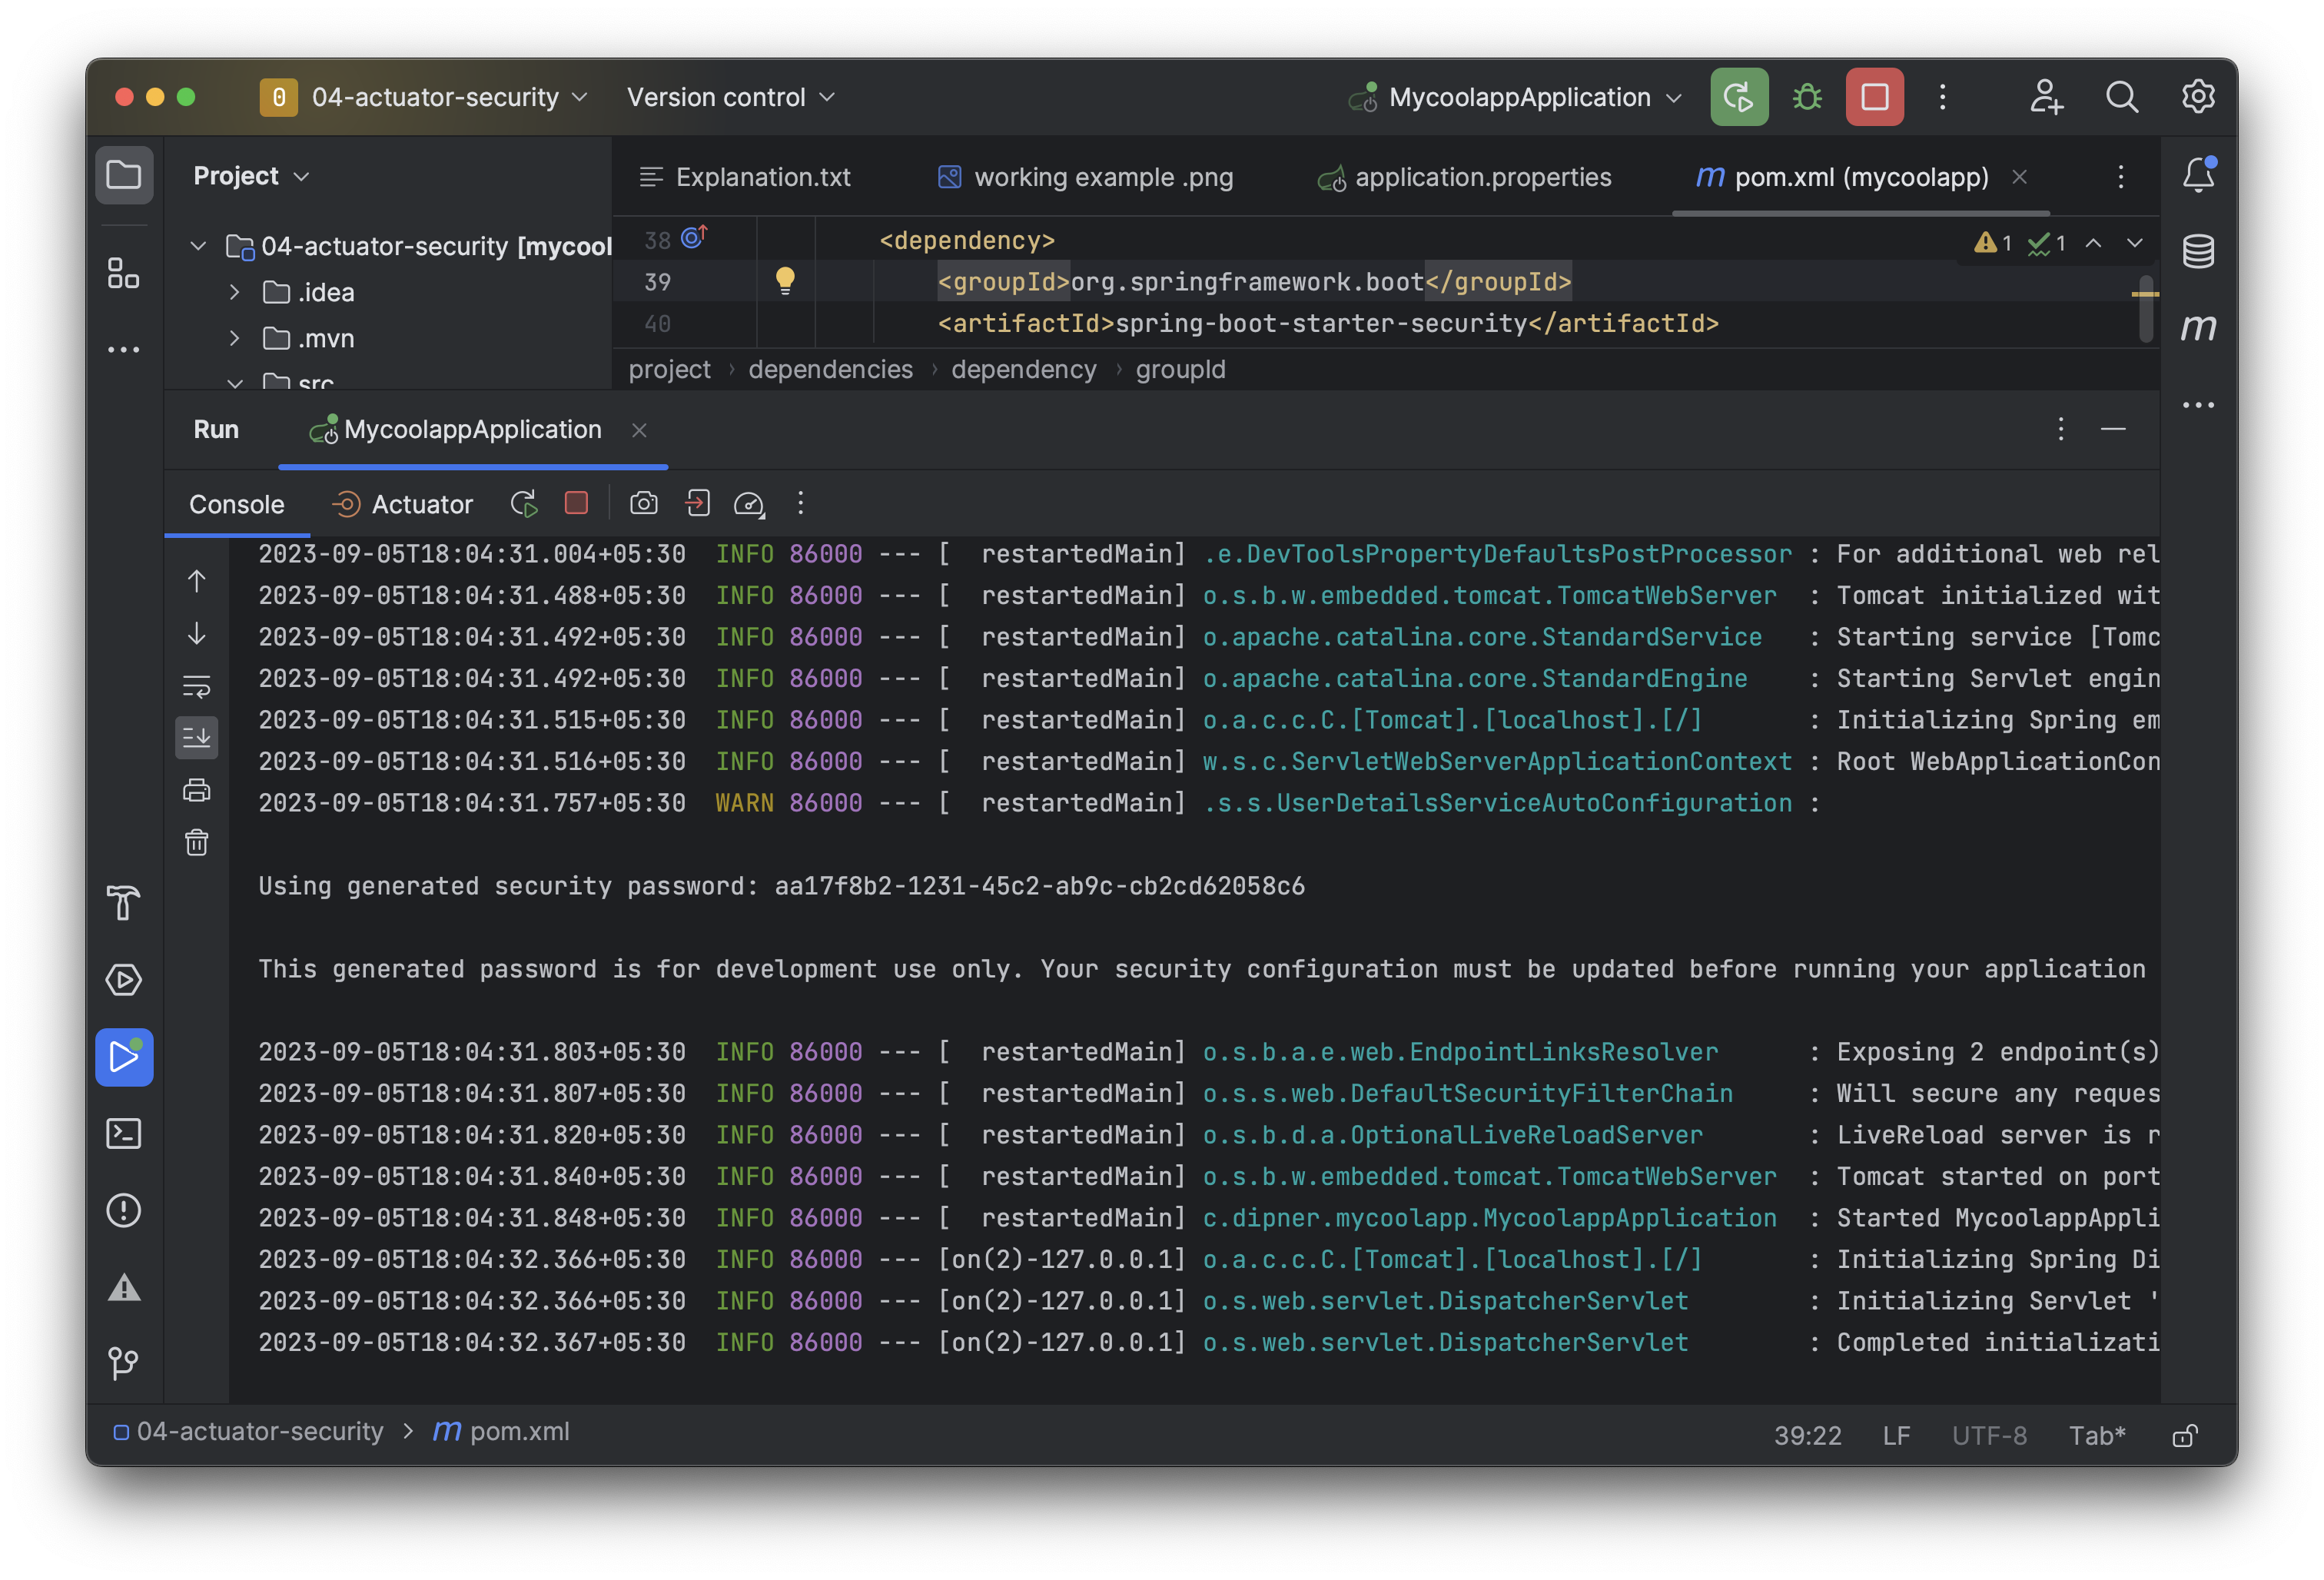 0 04-actuator-security Version control MycoolappApplication
Project
Explanation.txt working example .png application.properties m pom.xml (mycoolapp)
04-actuator-security [mycool
.idea
.mvn
src
38 <dependency>
39 <groupId>org.springframework.boot</groupId>
40 <artifactId>spring-boot-starter-security</artifactId>
1 1
m
project › dependencies › dependency › groupId
Run MycoolappApplication
Console Actuator
2023-09-05T18:04:31.004+05:30  INFO 86000 --- [  restartedMain] .e.DevToolsPropertyDefaultsPostProcessor : For additional web rel
2023-09-05T18:04:31.488+05:30  INFO 86000 --- [  restartedMain] o.s.b.w.embedded.tomcat.TomcatWebServer  : Tomcat initialized wit
2023-09-05T18:04:31.492+05:30  INFO 86000 --- [  restartedMain] o.apache.catalina.core.StandardService   : Starting service [Tomc
2023-09-05T18:04:31.492+05:30  INFO 86000 --- [  restartedMain] o.apache.catalina.core.StandardEngine    : Starting Servlet engin
2023-09-05T18:04:31.515+05:30  INFO 86000 --- [  restartedMain] o.a.c.c.C.[Tomcat].[localhost].[/]       : Initializing Spring em
2023-09-05T18:04:31.516+05:30  INFO 86000 --- [  restartedMain] w.s.c.ServletWebServerApplicationContext : Root WebApplicationCon
2023-09-05T18:04:31.757+05:30  WARN 86000 --- [  restartedMain] .s.s.UserDetailsServiceAutoConfiguration :
Using generated security password: aa17f8b2-1231-45c2-ab9c-cb2cd62058c6
This generated password is for development use only. Your security configuration must be updated before running your application
2023-09-05T18:04:31.803+05:30  INFO 86000 --- [  restartedMain] o.s.b.a.e.web.EndpointLinksResolver      : Exposing 2 endpoint(s)
2023-09-05T18:04:31.807+05:30  INFO 86000 --- [  restartedMain] o.s.s.web.DefaultSecurityFilterChain     : Will secure any reques
2023-09-05T18:04:31.820+05:30  INFO 86000 --- [  restartedMain] o.s.b.d.a.OptionalLiveReloadServer       : LiveReload server is r
2023-09-05T18:04:31.840+05:30  INFO 86000 --- [  restartedMain] o.s.b.w.embedded.tomcat.TomcatWebServer  : Tomcat started on port
2023-09-05T18:04:31.848+05:30  INFO 86000 --- [  restartedMain] c.dipner.mycoolapp.MycoolappApplication  : Started MycoolappAppli
2023-09-05T18:04:32.366+05:30  INFO 86000 --- [on(2)-127.0.0.1] o.a.c.c.C.[Tomcat].[localhost].[/]       : Initializing Spring Di
2023-09-05T18:04:32.366+05:30  INFO 86000 --- [on(2)-127.0.0.1] o.s.web.servlet.DispatcherServlet        : Initializing Servlet '
2023-09-05T18:04:32.367+05:30  INFO 86000 --- [on(2)-127.0.0.1] o.s.web.servlet.DispatcherServlet        : Completed initializati
04-actuator-security > m pom.xml 39:22 LF UTF-8 Tab*